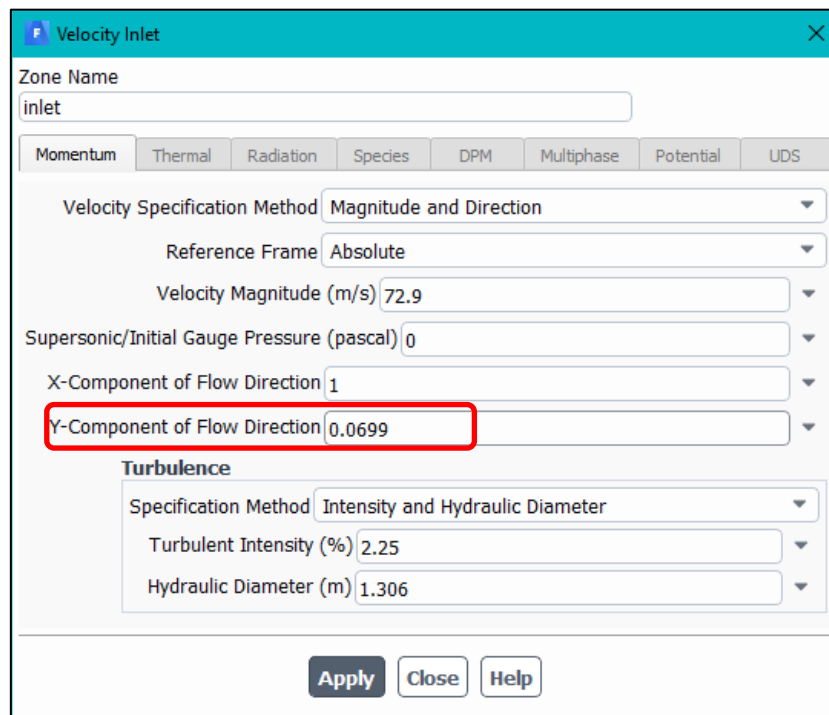 F Velocity Inlet
Zone Name
inlet
Momentum Thermal Radiation Species DPM Multiphase Potential UDS
Velocity Specification Method Magnitude and Direction
Reference Frame Absolute
Velocity Magnitude (m/s) 72.9
Supersonic/Initial Gauge Pressure (pascal) 0
X-Component of Flow Direction 1
Y-Component of Flow Direction 0.0699
Turbulence
Specification Method Intensity and Hydraulic Diameter
Turbulent Intensity (%) 2.25
Hydraulic Diameter (m) 1.306
Apply Close Help